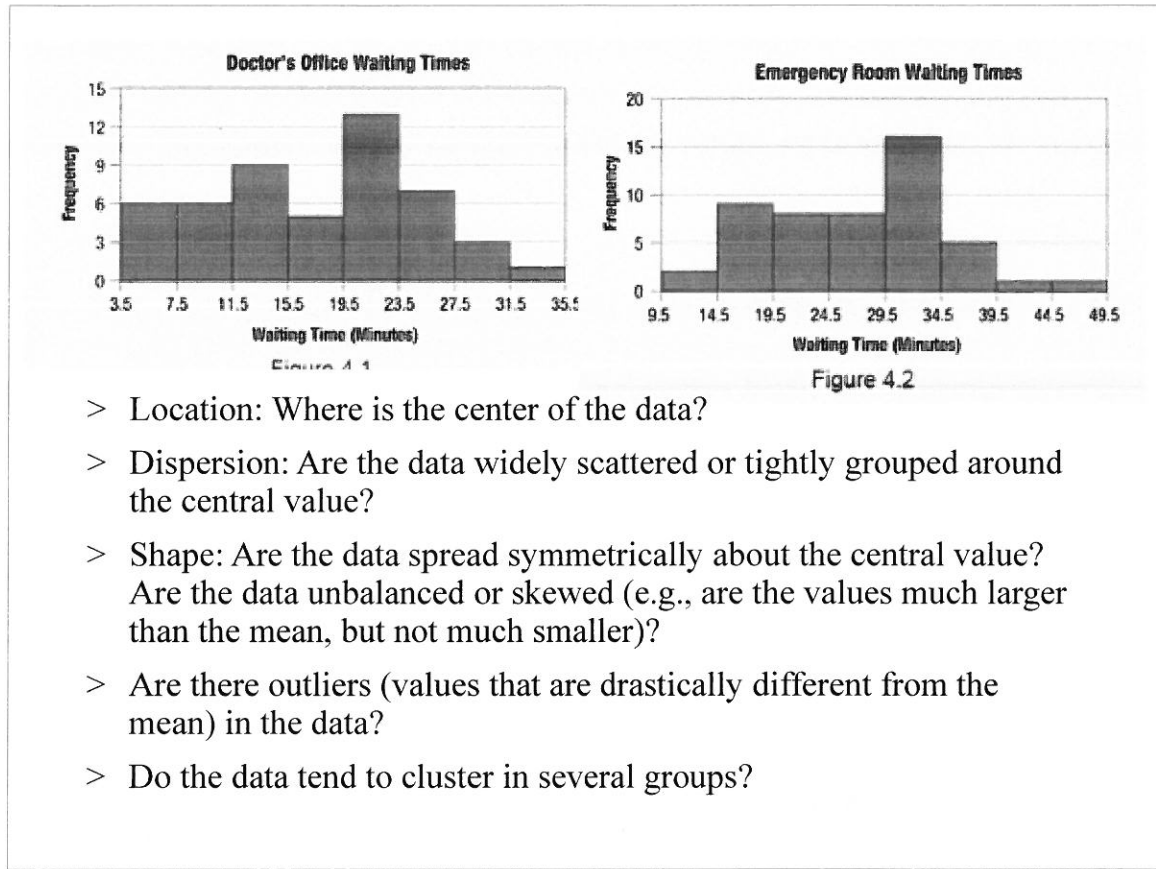 Doctor's Office Waiting Times
15
12
9
6
3
0
Frequency
3.5 7.5 11.5 15.5 19.5 23.5 27.5 31.5 35.5
Waiting Time (Minutes)
Figure 4.1
Emergency Room Waiting Times
20
15
10
5
0
Frequency
9.5 14.5 19.5 24.5 29.5 34.5 39.5 44.5 49.5
Waiting Time (Minutes)
Figure 4.2
> Location: Where is the center of the data?
> Dispersion: Are the data widely scattered or tightly grouped around
the central value?
> Shape: Are the data spread symmetrically about the central value?
Are the data unbalanced or skewed (e.g., are the values much larger
than the mean, but not much smaller)?
> Are there outliers (values that are drastically different from the
mean) in the data?
> Do the data tend to cluster in several groups?